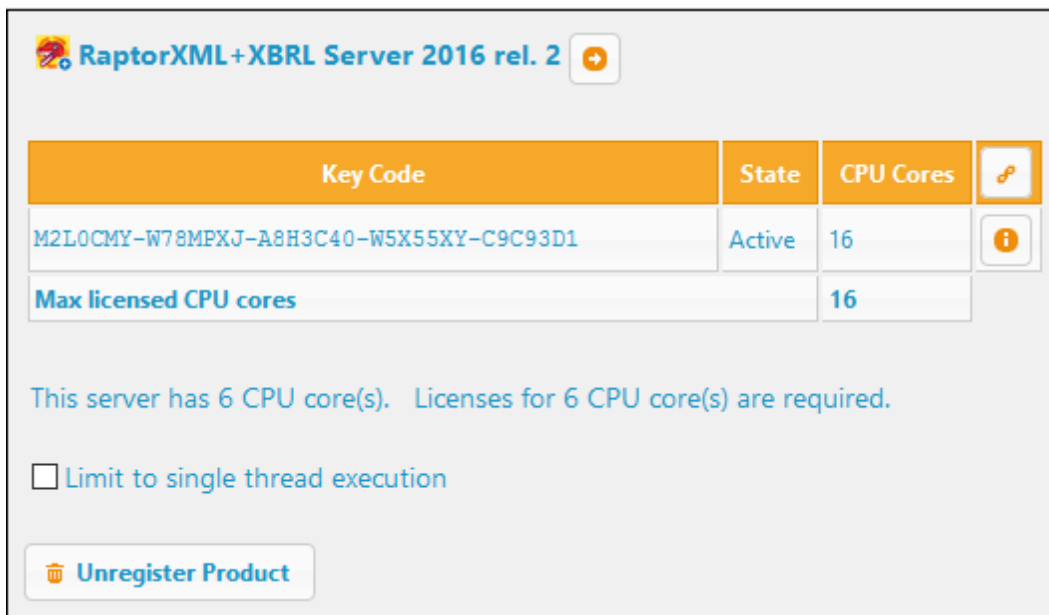 RaptorXML+XBRL Server 2016 rel. 2
Key Code State CPU Cores
M2L0CMY-W78MPXJ-A8H3C40-W5X55XY-C9C93D1 Active 16
Max licensed CPU cores 16
This server has 6 CPU core(s). Licenses for 6 CPU core(s) are required.
Limit to single thread execution
Unregister Product